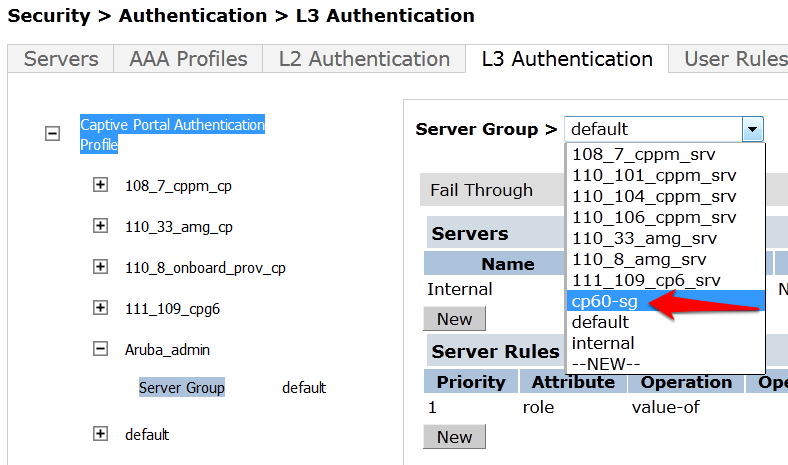 Security > Authentication > L3 Authentication
Servers AAA Profiles L2 Authentication L3 Authentication User Rules
Captive Portal Authentication
Profile
108_7_cppm_cp
110_33_amg_cp
110_8_onboard_prov_cp
111_109_cpg6
Aruba_admin
Server Group default
default
Server Group > default
108_7_cppm_srv
110_101_cppm_srv
110_104_cppm_srv
110_106_cppm_srv
110_33_amg_srv
110_8_amg_srv
111_109_cp6_srv
cp60-sg
default
internal
--NEW--
Fail Through
Servers
Name
Internal N
New
Server Rules
Priority Attribute Operation Ope
1 role value-of
New